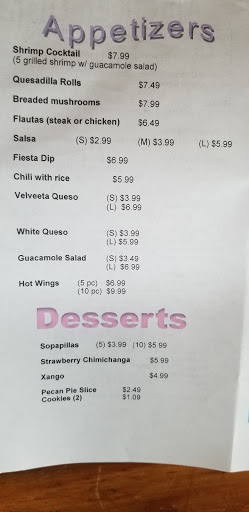 Appetizers
Shrimp Cocktail $7.99
(5 grilled shrimp w/ guacamole salad)
Quesadilla Rolls $7.49
Breaded mushrooms $7.99
Flautas (steak or chicken) $6.49
Salsa (S) $2.99 (M) $3.99 (L) $5.99
Fiesta Dip $6.99
Chili with rice $5.99
Velveeta Queso (S) $3.99
(L) $6.99
White Queso (S) $3.99
(L) $5.99
Guacamole Salad (S) $3.49
(L) $6.99
Hot Wings (5 pc) $6.99
(10 pc) $9.99
Desserts
Sopapillas (5) $3.99 (10) $5.99
Strawberry Chimichanga $5.99
Xango $4.99
Pecan Pie Slice $2.49
Cookies (2) $1.09